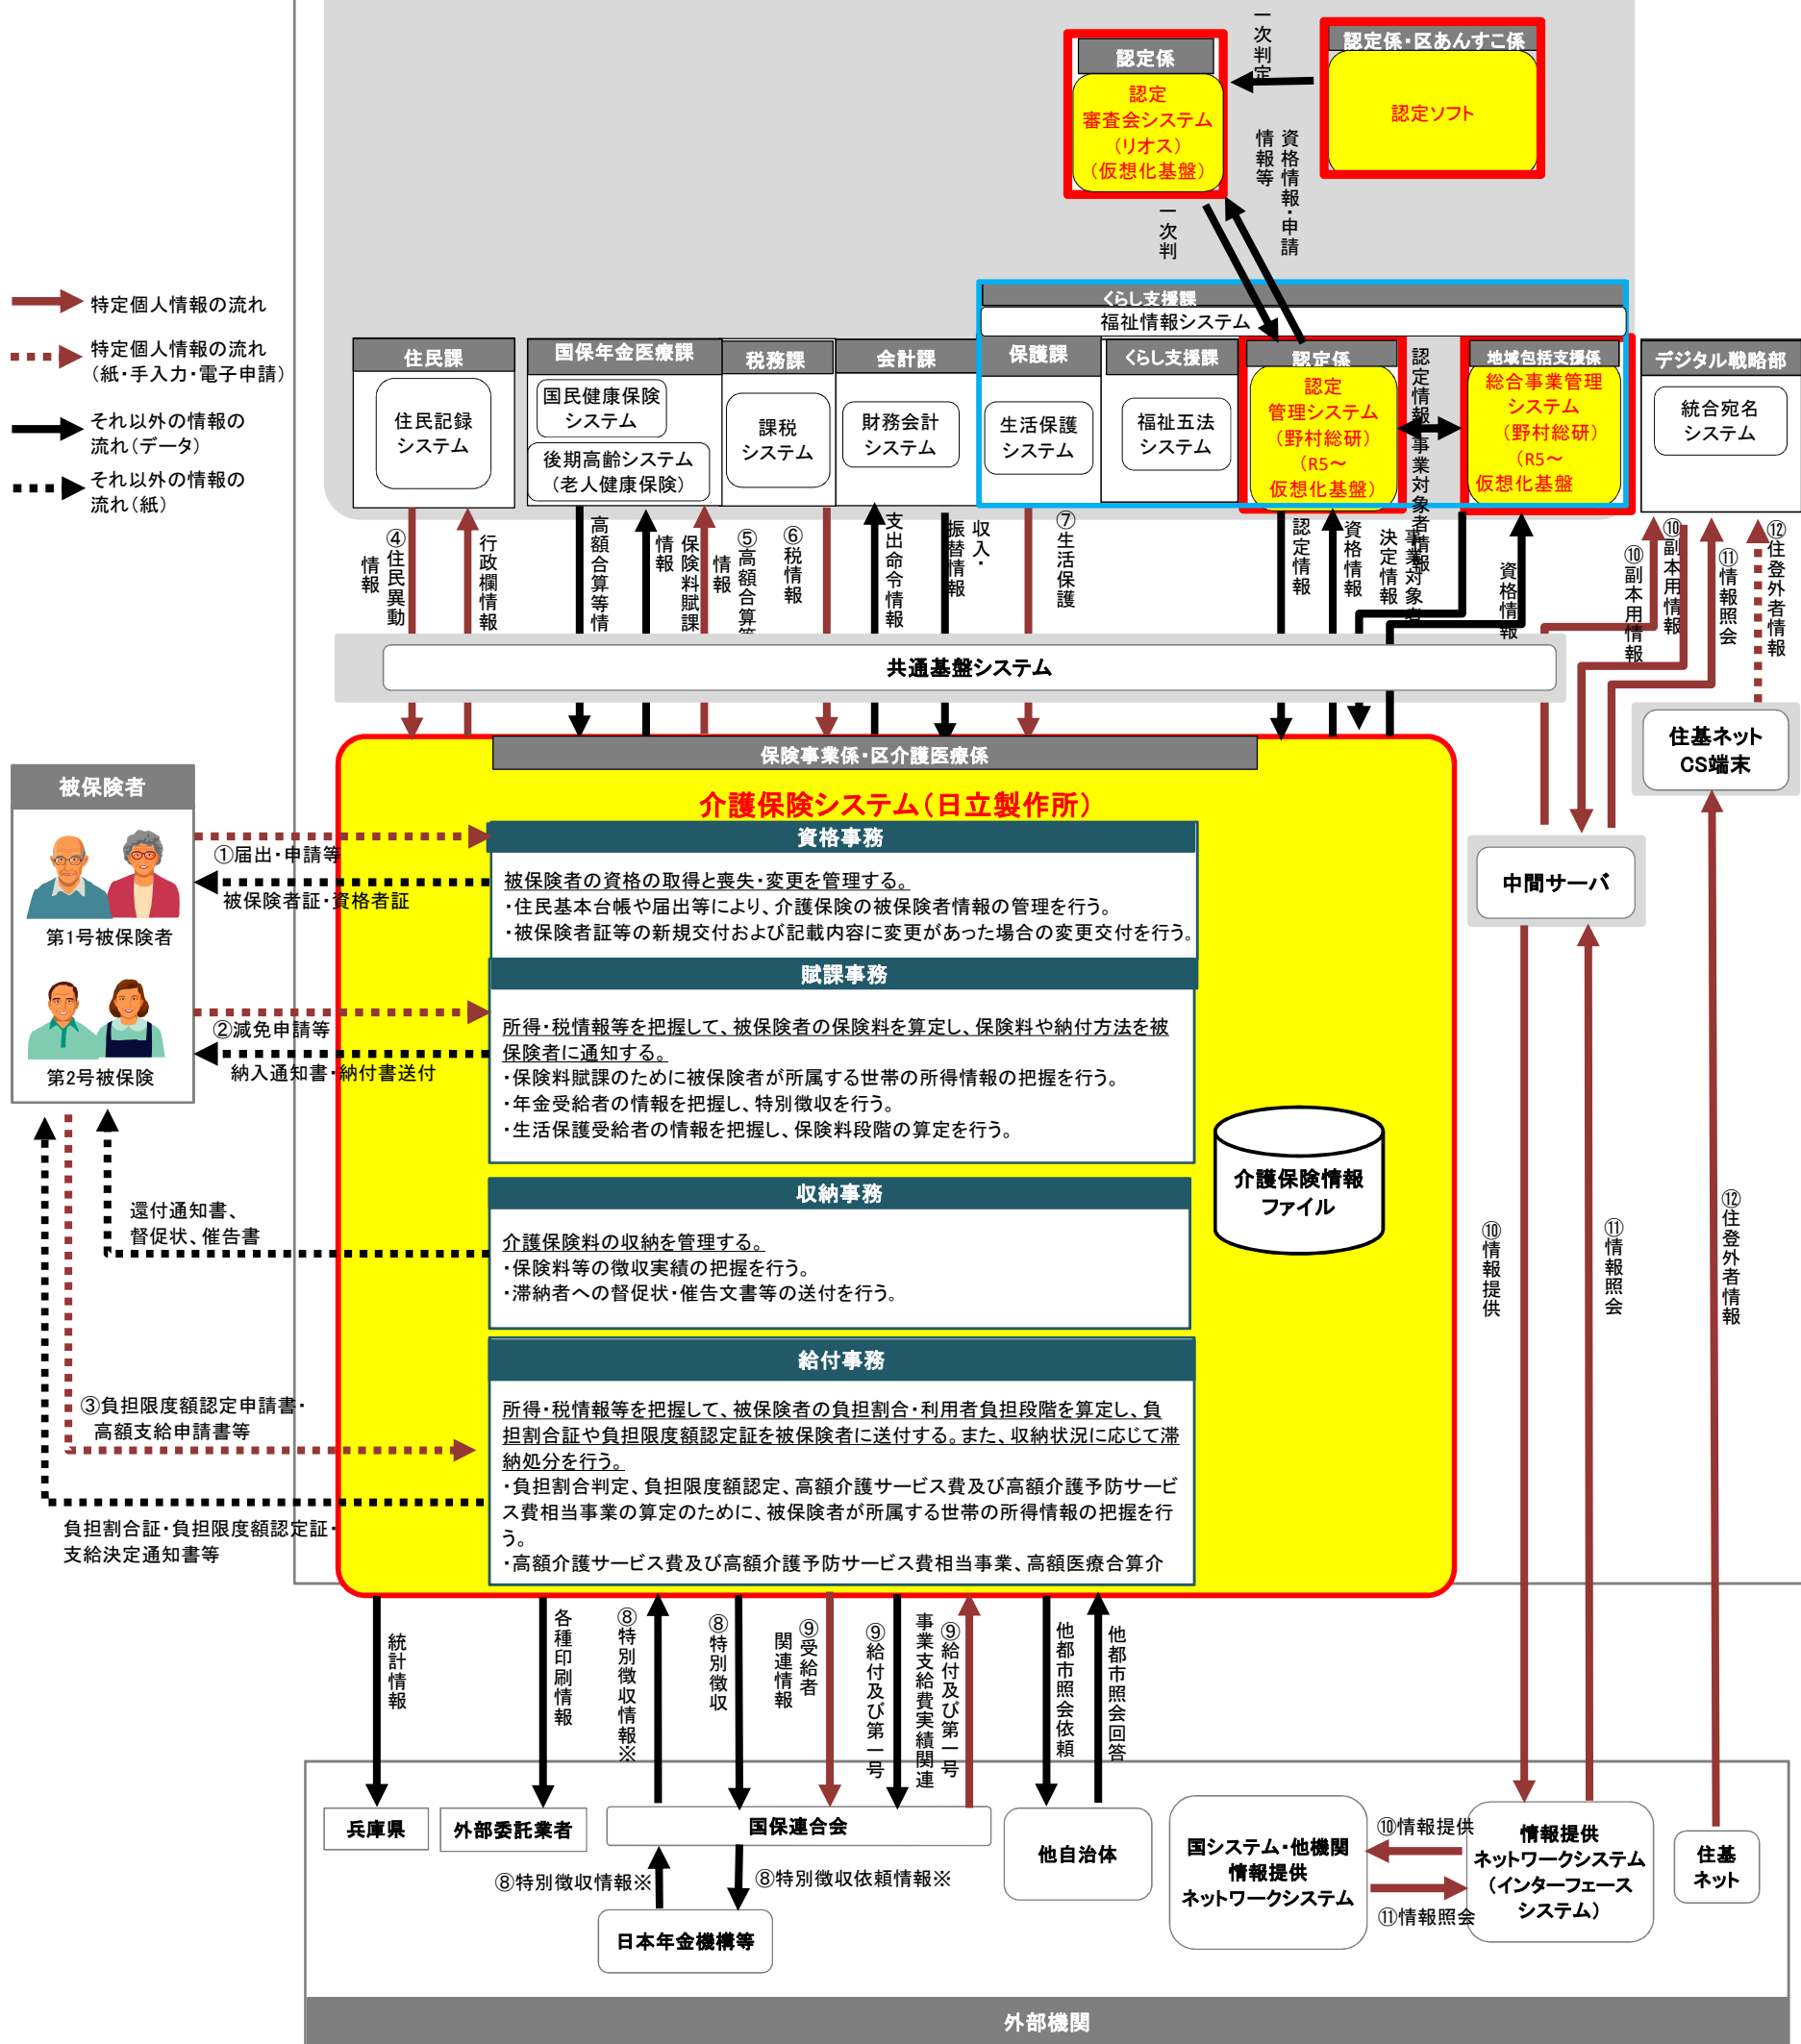 認定係
認定
審査会システム
（リオス）
（仮想化基盤）
一次判定
認定係・区あんすこ係
認定ソフト
資格情報・申請
情報等
一次判
特定個人情報の流れ
特定個人情報の流れ
（紙・手入力・電子申請）
それ以外の情報の
流れ（データ）
それ以外の情報の
流れ（紙）
くらし支援課
福祉情報システム
住民課
住民記録
システム
国保年金医療課
国民健康保険
システム
後期高齢システム
（老人健康保険）
税務課
課税
システム
会計課
財務会計
システム
保護課
生活保護
システム
くらし支援課
福祉五法
システム
認定係
認定
管理システム
（野村総研）
（R5～
仮想化基盤）
認定情報・事業対象者情報
地域包括支援係
総合事業管理
システム
（野村総研）
（R5～
仮想化基盤
デジタル戦略部
統合宛名
システム
④住民異動
情報
行政欄情報
高額合算等情
保険料賦課
情報
⑤高額合算等
情報
⑥税情報
支出命令情報
収入・
振替情報
⑦生活保護
認定情報
資格情報
事業対象者
決定情報
資格情報
⑩副本用情報
⑩副本用情報
⑪情報照会
⑫住登外者情報
共通基盤システム
住基ネット
CS端末
中間サーバ
被保険者
第1号被保険者
第2号被保険
①届出・申請等
被保険者証・資格者証
②減免申請等
納入通知書・納付書送付
還付通知書、
督促状、催告書
③負担限度額認定申請書・
高額支給申請書等
負担割合証・負担限度額認定証・
支給決定通知書等
保険事業係・区介護医療係
介護保険システム（日立製作所）
資格事務
被保険者の資格の取得と喪失・変更を管理する。
・住民基本台帳や届出等により、介護保険の被保険者情報の管理を行う。
・被保険者証等の新規交付および記載内容に変更があった場合の変更交付を行う。
賦課事務
所得・税情報等を把握して、被保険者の保険料を算定し、保険料や納付方法を被
保険者に通知する。
・保険料賦課のために被保険者が所属する世帯の所得情報の把握を行う。
・年金受給者の情報を把握し、特別徴収を行う。
・生活保護受給者の情報を把握し、保険料段階の算定を行う。
収納事務
介護保険料の収納を管理する。
・保険料等の徴収実績の把握を行う。
・滞納者への督促状・催告文書等の送付を行う。
給付事務
所得・税情報等を把握して、被保険者の負担割合・利用者負担段階を算定し、負
担割合証や負担限度額認定証を被保険者に送付する。また、収納状況に応じて滞
納処分を行う。
・負担割合判定、負担限度額認定、高額介護サービス費及び高額介護予防サービ
ス費相当事業の算定のために、被保険者が所属する世帯の所得情報の把握を行
う。
・高額介護サービス費及び高額介護予防サービス費相当事業、高額医療合算介
介護保険情報
ファイル
⑩情報提供
⑪情報照会
⑫住登外者情報
統計情報
各種印刷情報
⑧特別徴収情報※
⑧特別徴収
⑨受給者
関連情報
⑨給付及び第一号
⑨給付及び第一号
事業支給費実績関連
他都市照会依頼
他都市照会回答
兵庫県
外部委託業者
国保連合会
⑧特別徴収情報※
⑧特別徴収依頼情報※
日本年金機構等
他自治体
国システム・他機関
情報提供
ネットワークシステム
⑩情報提供
⑪情報照会
情報提供
ネットワークシステム
（インターフェース
システム）
住基
ネット
外部機関